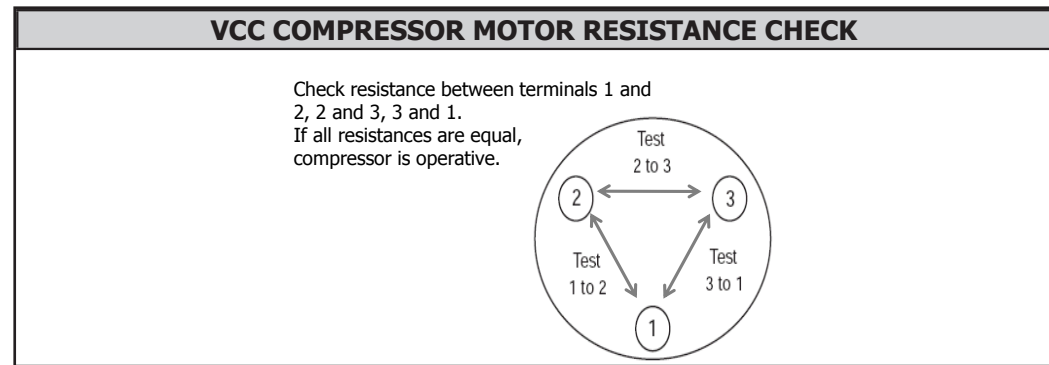 VCC COMPRESSOR MOTOR RESISTANCE CHECK
Check resistance between terminals 1 and
2, 2 and 3, 3 and 1.
If all resistances are equal,
compressor is operative.
Test
2 to 3
2
3
Test
1 to 2
Test
3 to 1
1